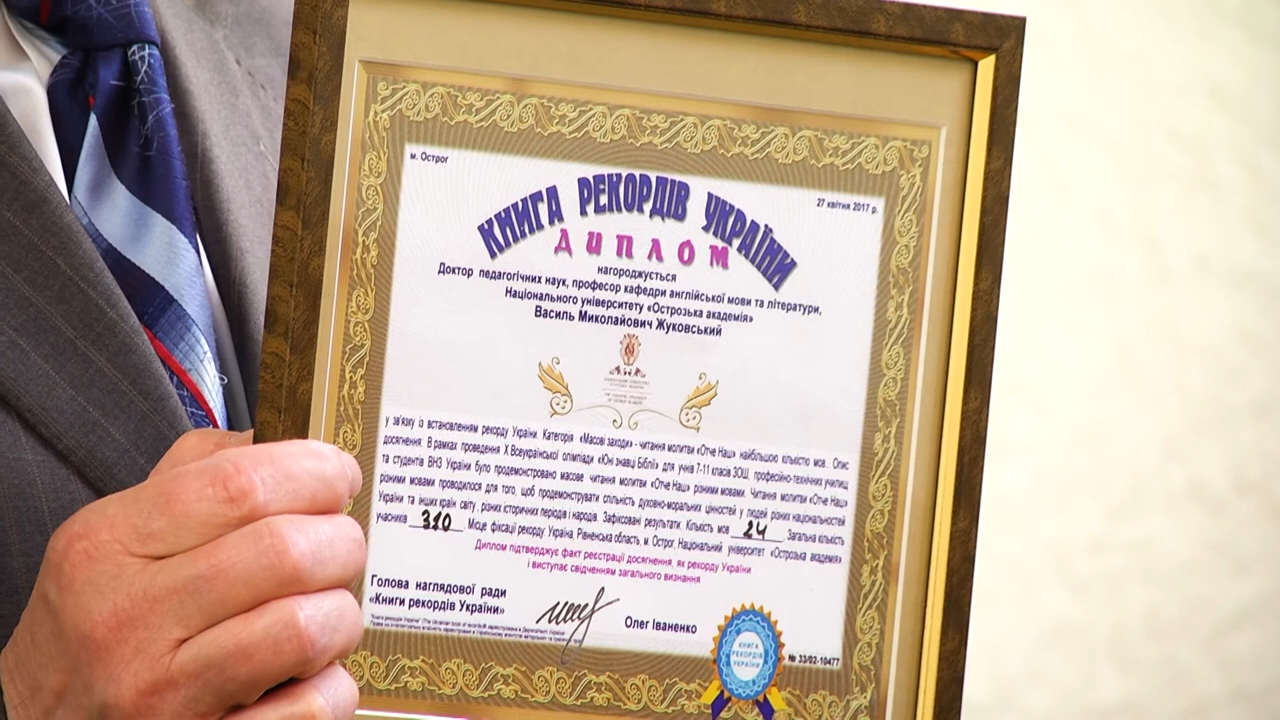 м. Острог
27 квітня 2017 р.
КНИГА РЕКОРДІВ УКРАЇНИ
ДИПЛОМ
нагороджується
Доктор педагогічних наук, професор кафедри англійської мови та літератури,
Національного університету «Острозька академія»
Василь Миколайович Жуковський
у зв'язку із встановленням рекорду України. Категорія «Масові заходи» - читання молитви «Отче Наш» найбільшою кількістю мов. Опис
досягнення: В рамках проведення X Всеукраїнської олімпіади «Юні знавці Біблії» для учнів 7-11 класів ЗОШ, професійно-технічних училищ
та студентів ВНЗ України було продемонстровано масове читання молитви «Отче Наш» різними мовами. Читання молитви «Отче Наш»
різними мовами проводилося для того, щоб продемонструвати спільність духовно-моральних цінностей у людей різних національностей
України та інших країн світу, різних історичних періодів і народів. Зафіксовані результати: Кількість мов 24 Загальна кількість
учасників 310 Місце фіксації рекорду: Україна, Рівненська область, м. Острог, Національний університет «Острозька академія»
Диплом підтверджує факт реєстрації досягнення, як рекорду України
і виступає свідченням загального визнання
Голова наглядової ради
«Книги рекордів України»
Олег Іваненко
КНИГА
РЕКОРДІВ
УКРАЇНИ
№ 33/02-10477